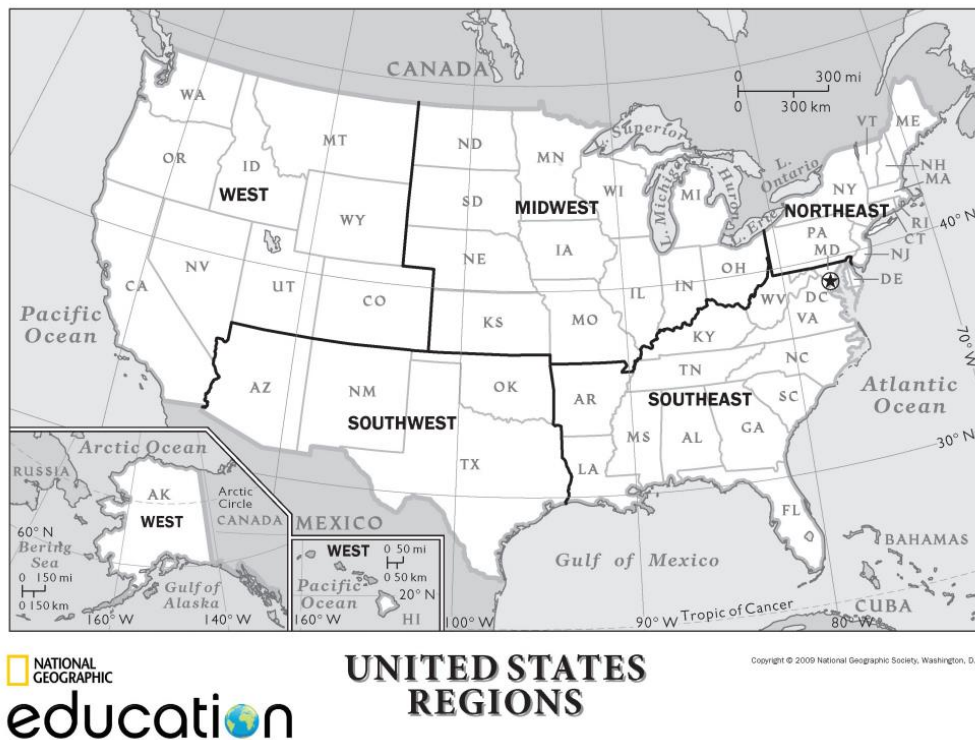 CANADA
0 300 mi
0 300 km
WA
MT
ND
MN
L. Superior
VT
ME
OR
ID
WEST
SD
MIDWEST
WI
L. Michigan
MI
L. Huron
L. Ontario
L. Erie
NH
MA
NY
NORTHEAST
WY
RI
CT
40° N
PA
MD
NJ
DE
NV
NE
IA
OH
CA
UT
CO
IL
IN
WV
DC
VA
Pacific
Ocean
KS
MO
KY
70° W
NC
TN
AZ
NM
OK
AR
SOUTHEAST
SC
Atlantic
Ocean
SOUTHWEST
MS
AL
GA
30° N
TX
LA
FL
Arctic Ocean
RUSSIA
AK
Arctic
Circle
WEST
CANADA
MEXICO
60° N
Bering
Sea
0 150 mi
0 150 km
Gulf of
Alaska
160° W
140° W
WEST
0 50 mi
0 50 km
Pacific
Ocean
20° N
HI
160° W
Gulf of Mexico
BAHAMAS
Tropic of Cancer
CUBA
100° W
90° W
80° W
NATIONAL
GEOGRAPHIC
education
UNITED STATES
REGIONS
Copyright © 2009 National Geographic Society, Washington, D.